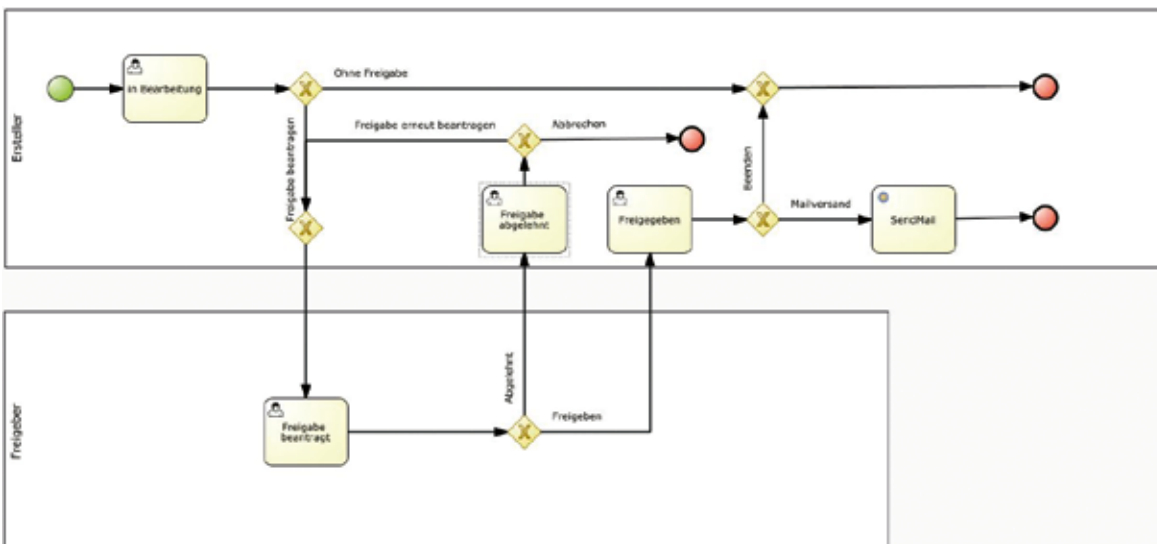 Ersteller
In Bearbeitung
Ohne Freigabe
Freigabe beantragen
Freigabe erneut beantragen
Abbrechen
Freigabe
abgelehnt
Freigegeben
Beenden
Mailversand
SendMail
Freigeber
Freigabe
beantragt
Abgelehnt
Freigeben